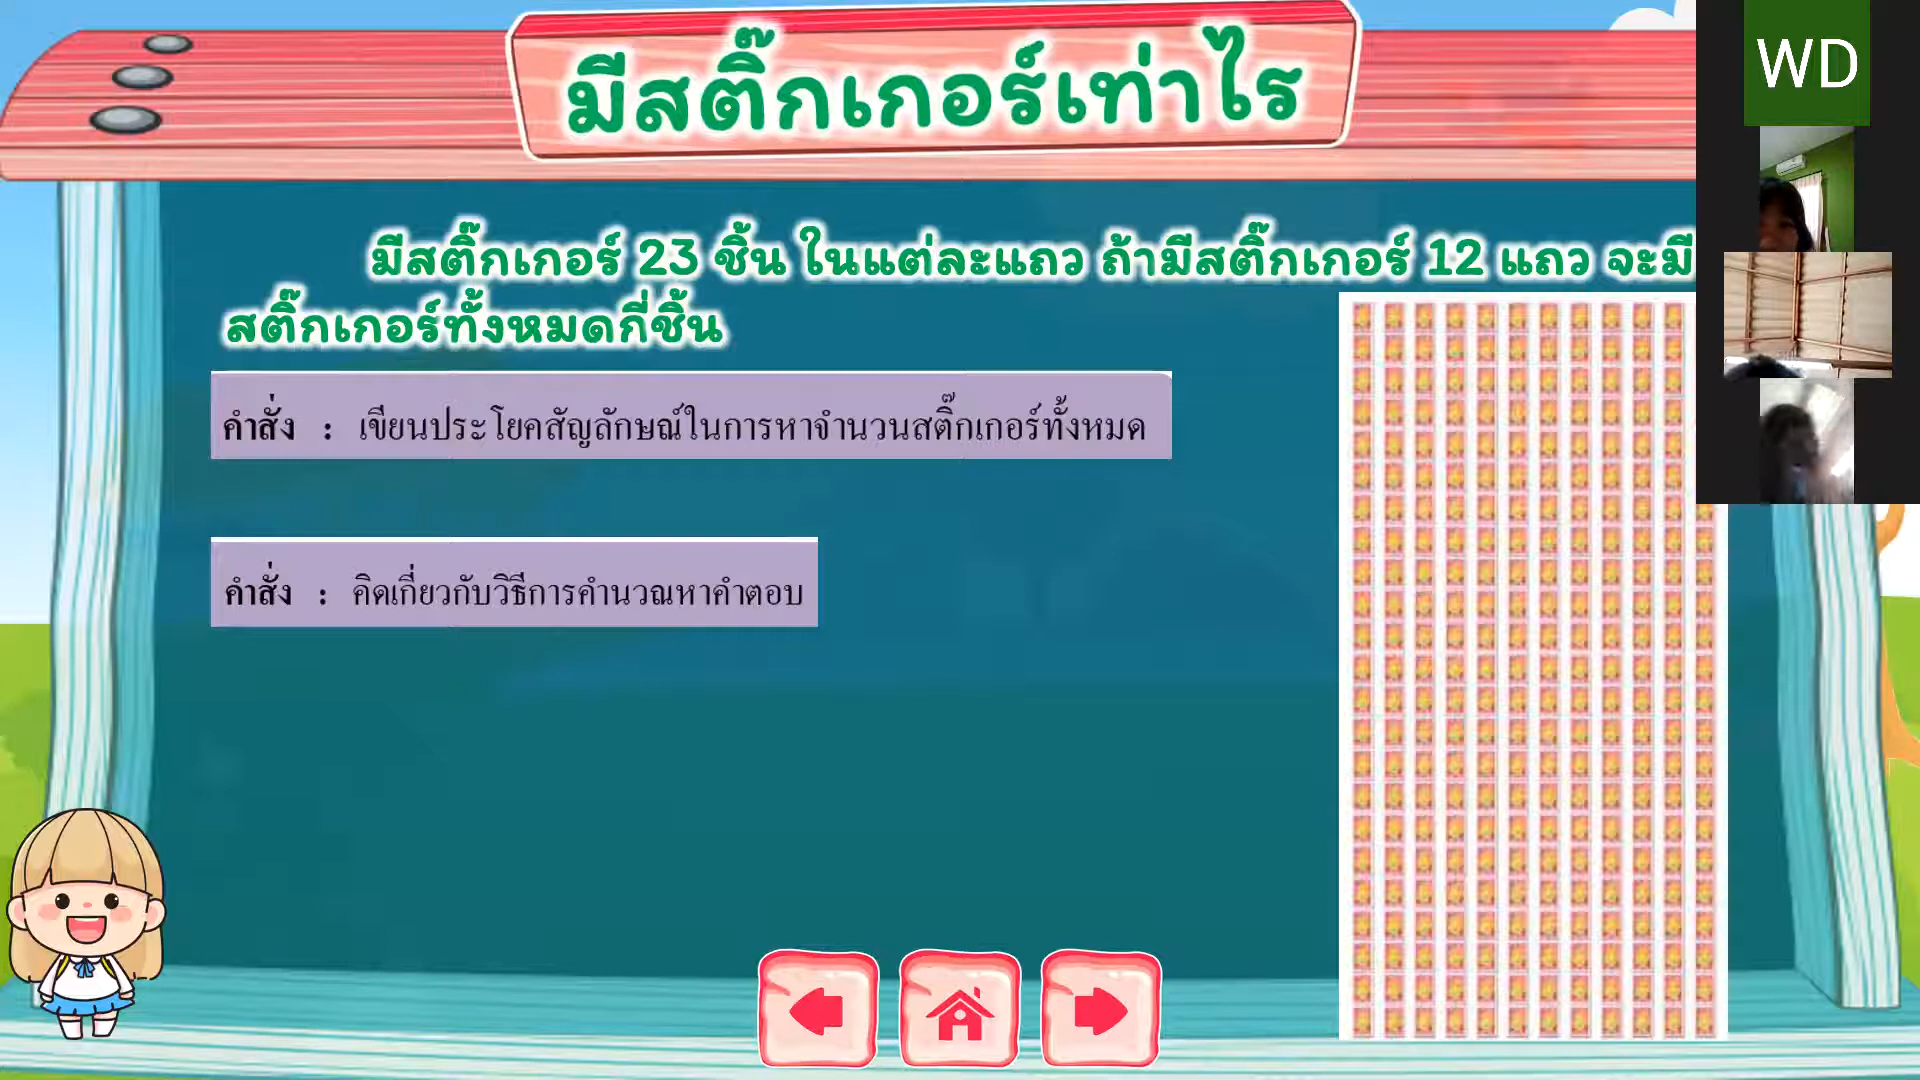 มีสติ๊กเกอร์เท่าไร
WD
มีสติ๊กเกอร์ 23 ชิ้น ในแต่ละแถว ถ้ามีสติ๊กเกอร์ 12 แถว จะมี
สติ๊กเกอร์ทั้งหมดกี่ชิ้น
คำสั่ง : เขียนประโยคสัญลักษณ์ในการหาจำนวนสติ๊กเกอร์ทั้งหมด
คำสั่ง : คิดเกี่ยวกับวิธีการคำนวณหาคำตอบ